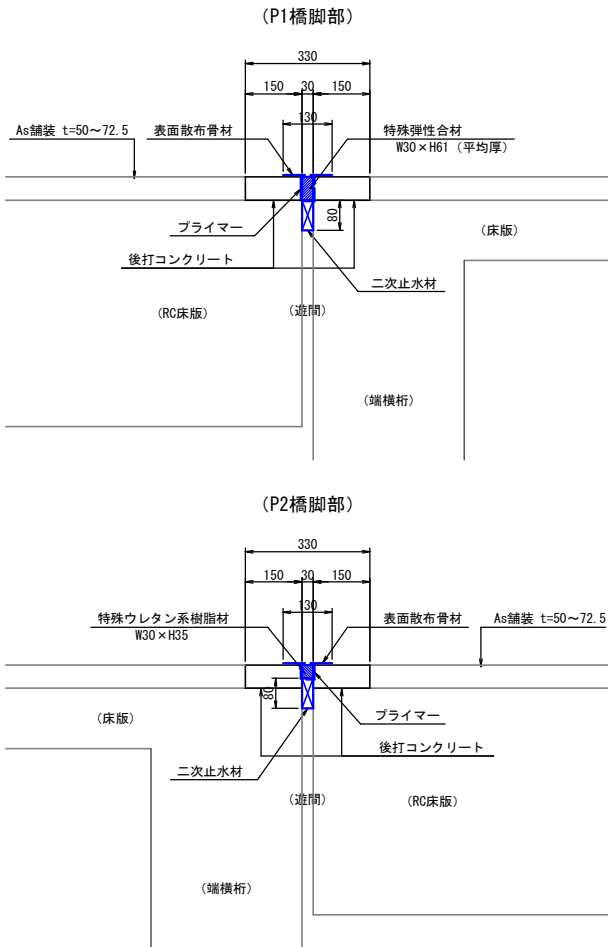 (P1橋脚部)
330
150 30 150
130
As舗装 t=50～72.5
表面散布骨材
特殊弾性合材
W30×H61 (平均厚)
80
プライマー
(床版)
後打コンクリート
二次止水材
(RC床版)
(遊間)
(端横桁)
(P2橋脚部)
330
150 30 150
130
特殊ウレタン系樹脂材
W30×H35
表面散布骨材
As舗装 t=50～72.5
80
(床版)
プライマー
後打コンクリート
二次止水材
(遊間)
(RC床版)
(端横桁)